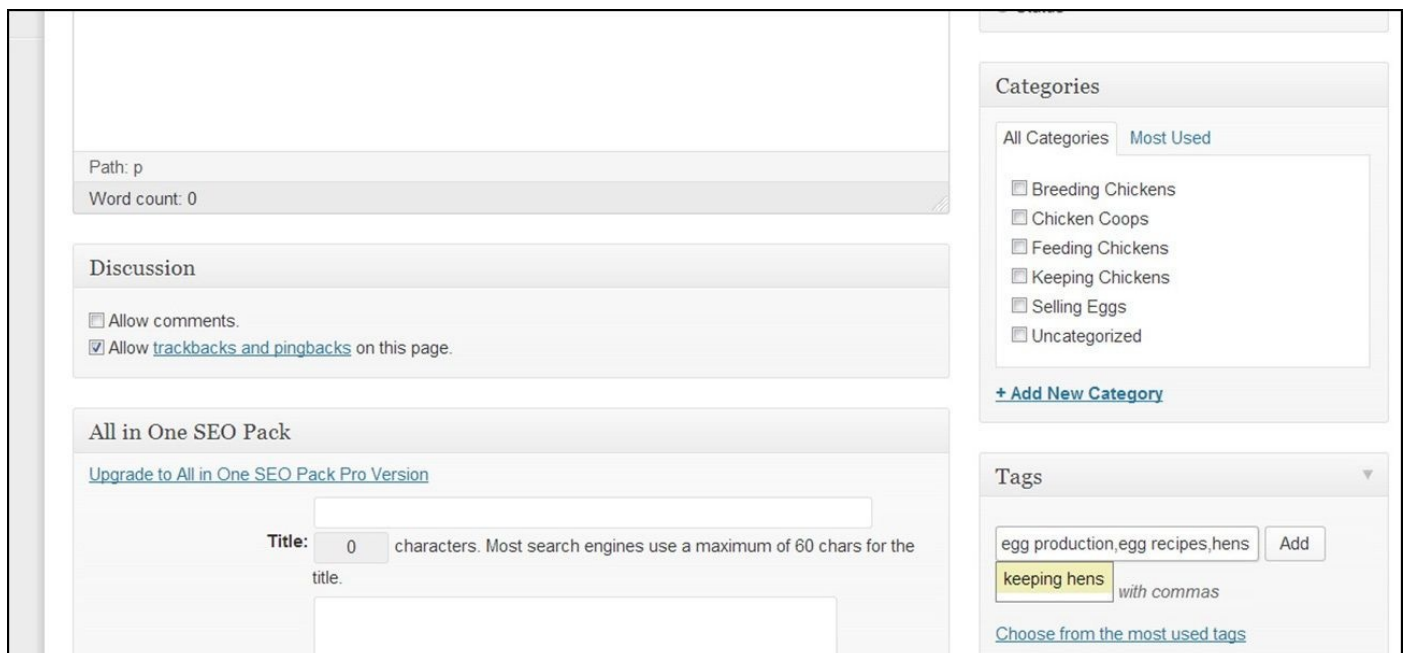 Path: p
Word count: 0
Discussion
Allow comments.
Allow trackbacks and pingbacks on this page.
All in One SEO Pack
Upgrade to All in One SEO Pack Pro Version
Title:
0 characters. Most search engines use a maximum of 60 chars for the
title.
Categories
All Categories Most Used
Breeding Chickens
Chicken Coops
Feeding Chickens
Keeping Chickens
Selling Eggs
Uncategorized
+ Add New Category
Tags
egg production,egg recipes,hens Add
keeping hens
with commas
Choose from the most used tags